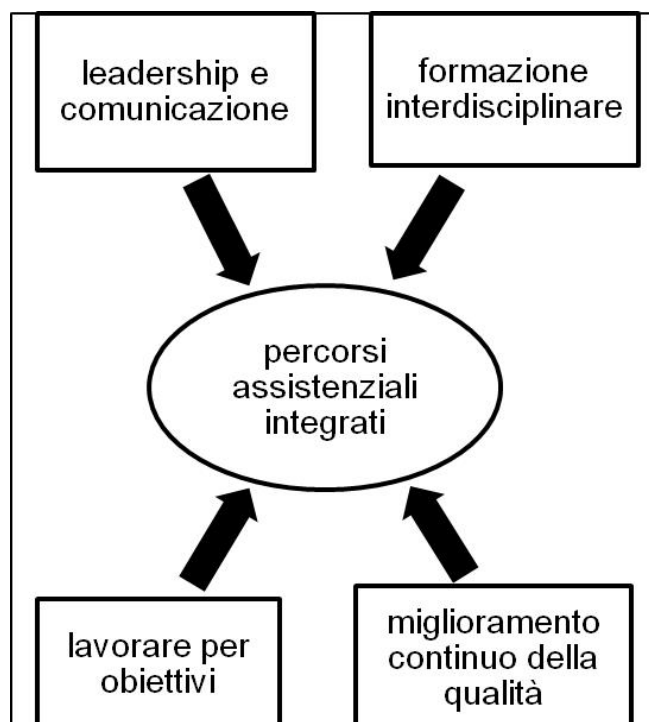 leadership e
comunicazione
formazione
interdisciplinare
percorsi
assistenziali
integrati
lavorare per
obiettivi
miglioramento
continuo della
qualità